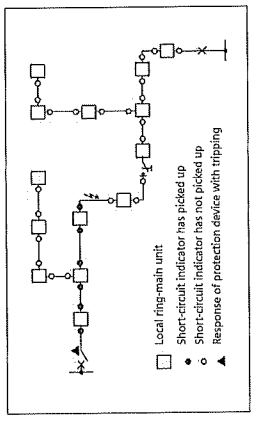 Local ring-main unit
Short-circuit indicator has picked up
Short-circuit indicator has not picked up
Response of protection device with tripping